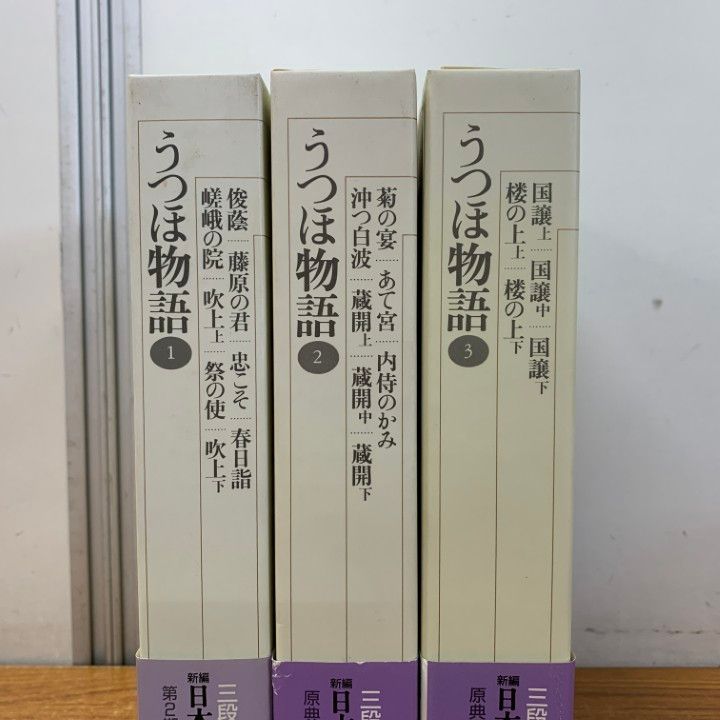 うつほ物語
1
俊蔭 藤原の君 忠こそ 春日詣
嵯峨の院 吹上上 祭の使 吹上下
三段
新編
日本
第2期
うつほ物語
2
菊の宴 あて宮 内侍のかみ
沖つ白波 蔵開上 蔵開中 蔵開下
三段
新編
日
原典
うつほ物語
3
国譲上 国譲中 国譲下
楼の上上 楼の上下
三段
新編
日本
原典